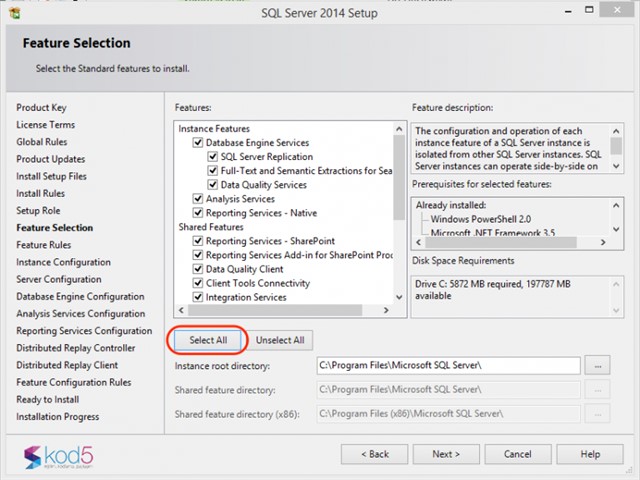 SQL Server 2014 Setup
Feature Selection
Select the Standard features to install.
Product Key
License Terms
Global Rules
Product Updates
Install Setup Files
Install Rules
Setup Role
Feature Selection
Feature Rules
Instance Configuration
Server Configuration
Database Engine Configuration
Analysis Services Configuration
Reporting Services Configuration
Distributed Replay Controller
Distributed Replay Client
Feature Configuration Rules
Ready to Install
Installation Progress
Features:
Instance Features
Database Engine Services
SQL Server Replication
Full-Text and Semantic Extractions for Sea
Data Quality Services
Analysis Services
Reporting Services - Native
Shared Features
Reporting Services - SharePoint
Reporting Services Add-in for SharePoint Proc
Data Quality Client
Client Tools Connectivity
Integration Services
Feature description:
The configuration and operation of each
instance feature of a SQL Server instance is
isolated from other SQL Server instances. SQL
Server instances can operate side-by-side on
Prerequisites for selected features:
Already installed:
Windows PowerShell 2.0
Microsoft .NET Framework 3.5
Disk Space Requirements
Drive C: 5872 MB required, 197787 MB
available
Select All
Unselect All
Instance root directory:
C:\Program Files\Microsoft SQL Server\
...
Shared feature directory:
C:\Program Files\Microsoft SQL Server\
...
Shared feature directory (x86):
C:\Program Files (x86)\Microsoft SQL Server\
...
kod5
< Back
Next >
Cancel
Help